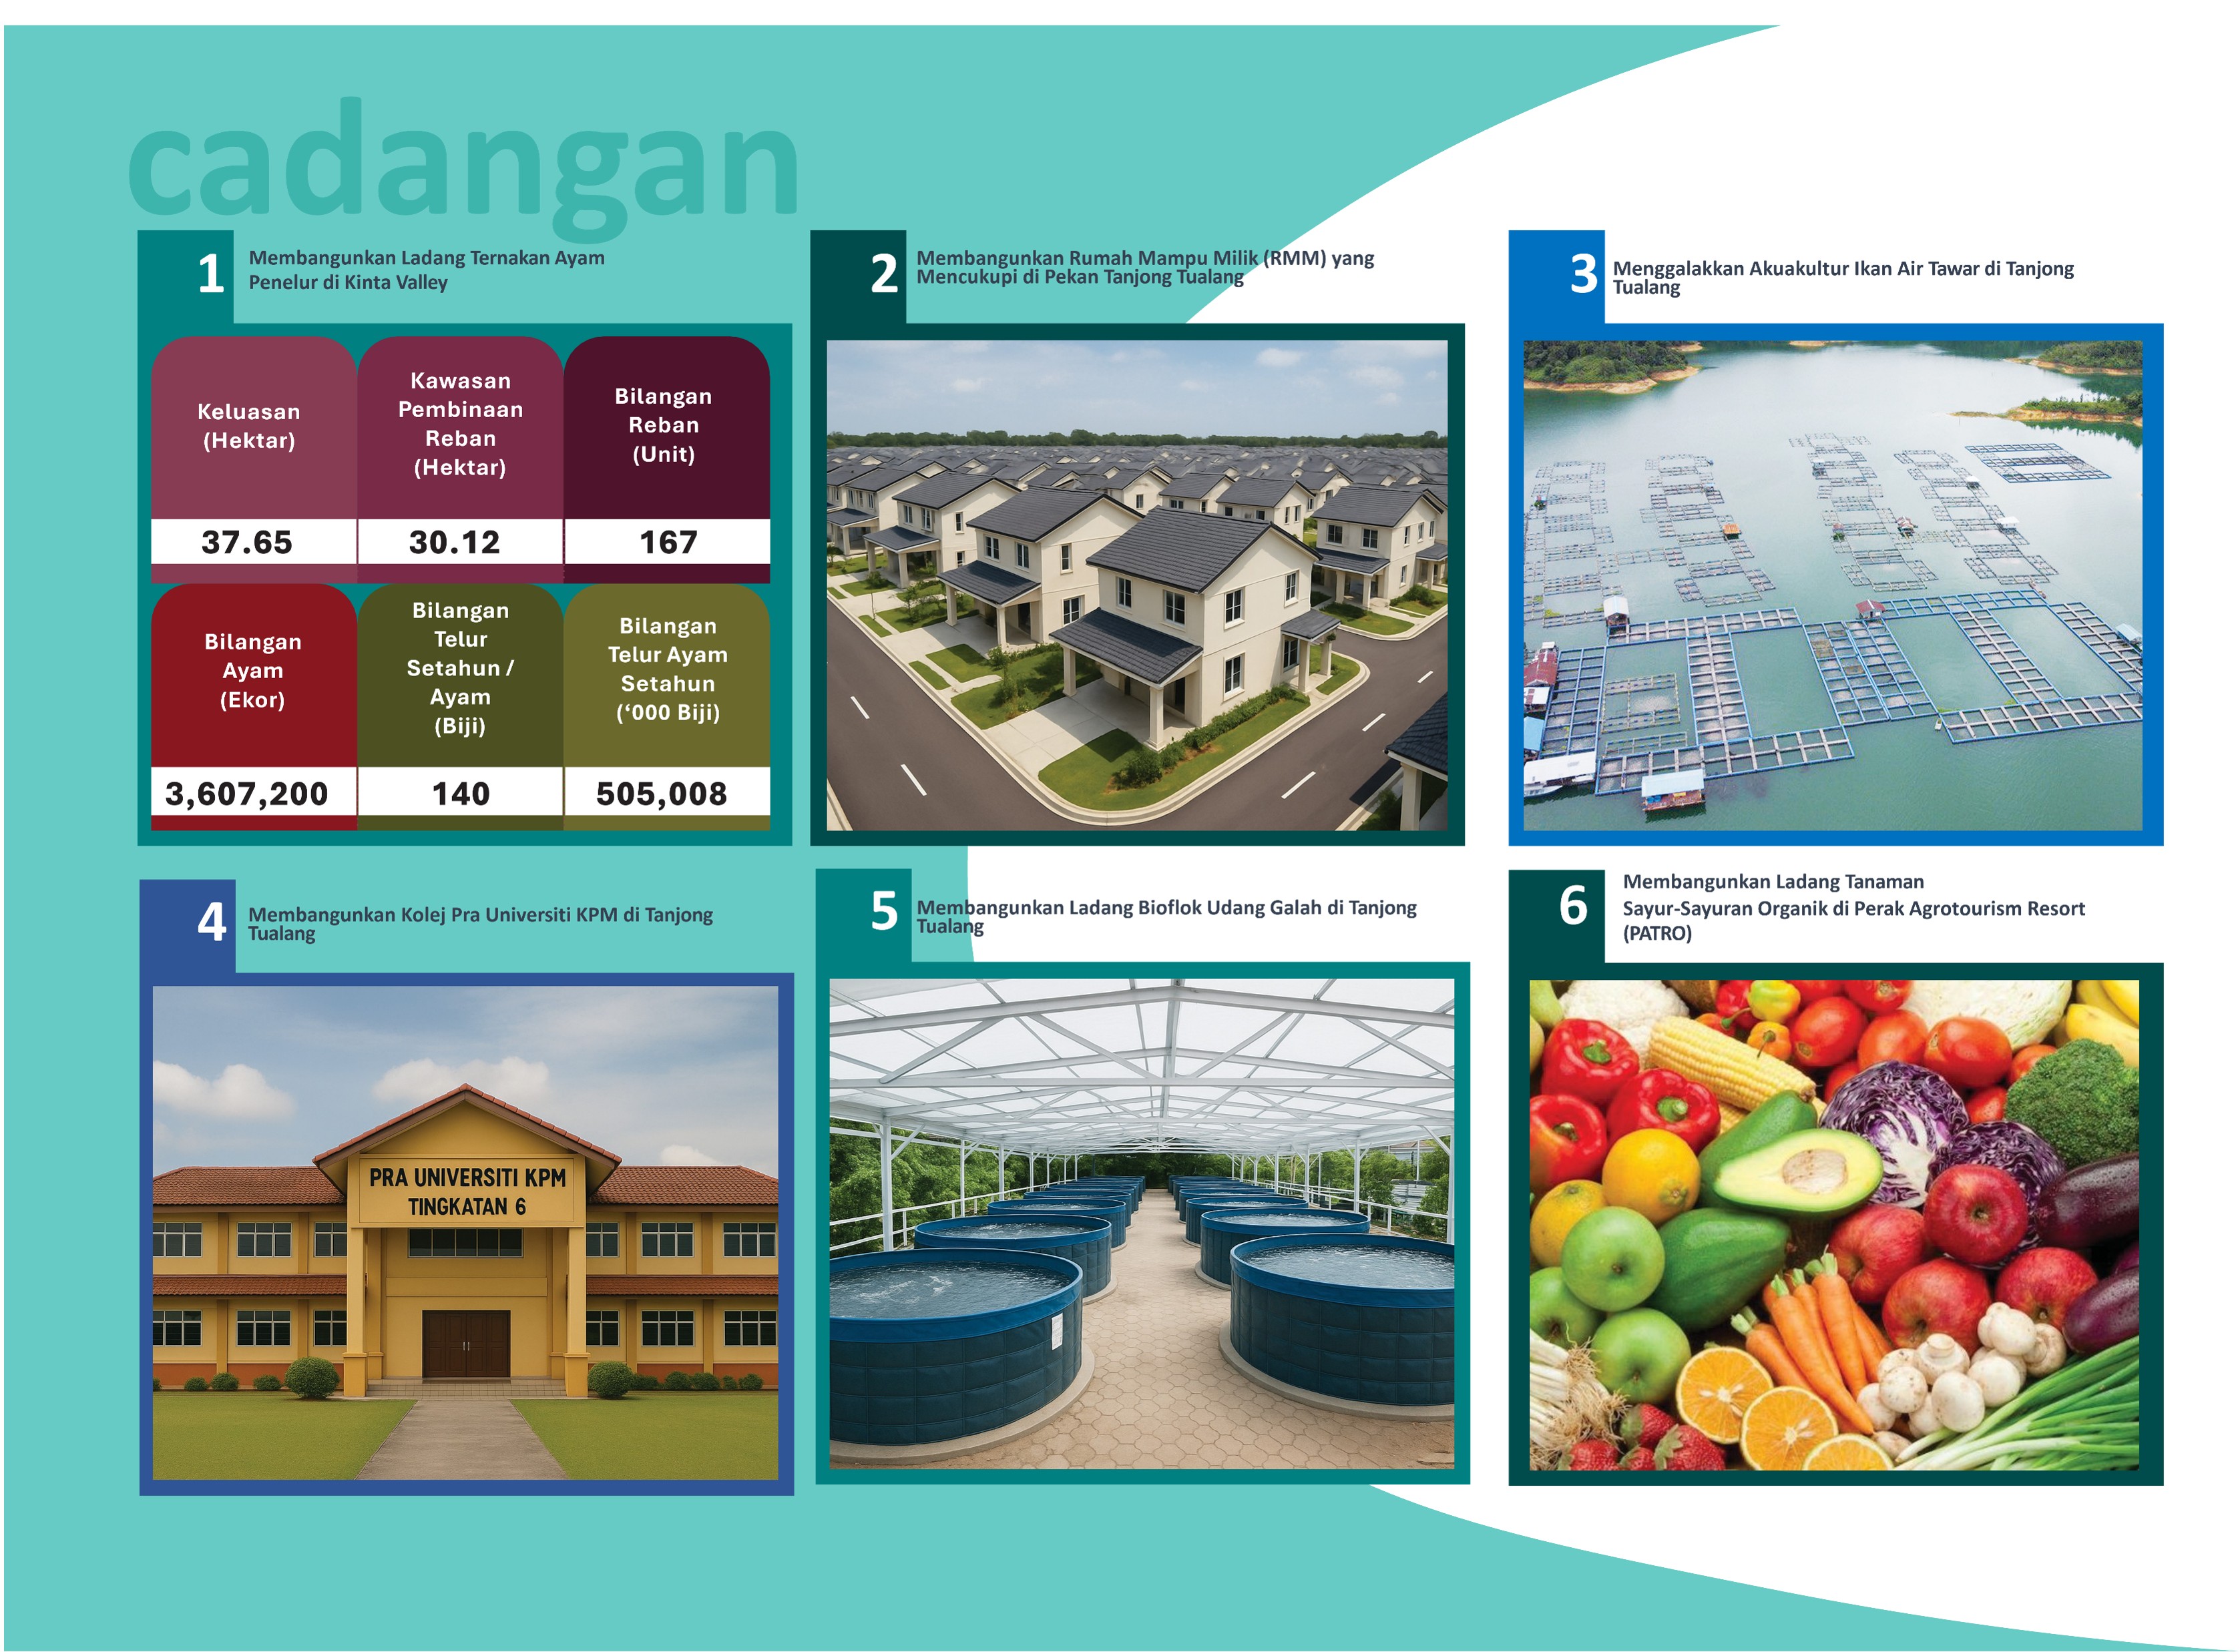 cadangan
1
Membangunkan Ladang Ternakan Ayam
Penelur di Kinta Valley
Keluasan
(Hektar)
37.65
Kawasan
Pembinaan
Reban
(Hektar)
30.12
Bilangan
Reban
(Unit)
167
Bilangan
Ayam
(Ekor)
3,607,200
Bilangan
Telur
Setahun /
Ayam
(Biji)
140
Bilangan
Telur Ayam
Setahun
(‘000 Biji)
505,008
2
Membangunkan Rumah Mampu Milik (RMM) yang
Mencukupi di Pekan Tanjong Tualang
3
Menggalakkan Akuakultur Ikan Air Tawar di Tanjong
Tualang
4
Membangunkan Kolej Pra Universiti KPM di Tanjong
Tualang
PRA UNIVERSITI KPM
TINGKATAN 6
5
Membangunkan Ladang Bioflok Udang Galah di Tanjong
Tualang
6
Membangunkan Ladang Tanaman
Sayur-Sayuran Organik di Perak Agrotourism Resort
(PATRO)